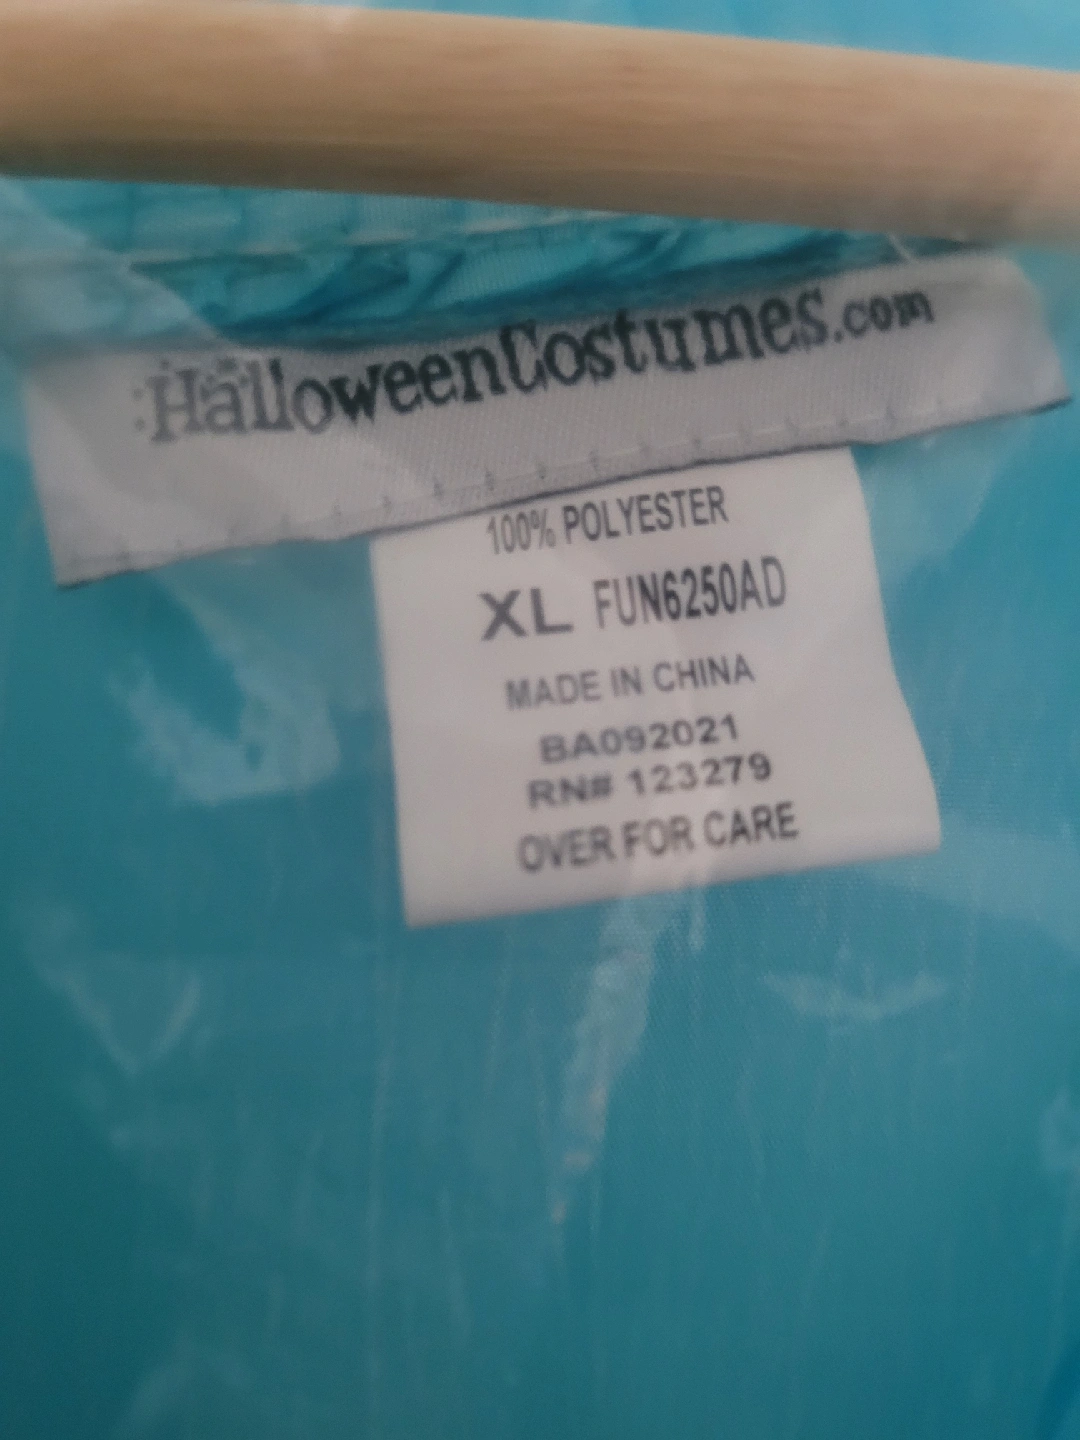 HalloweenCostumes.com
100% POLYESTER
XL FUN6250AD
MADE IN CHINA
BA092021
RN# 123279
OVER FOR CARE